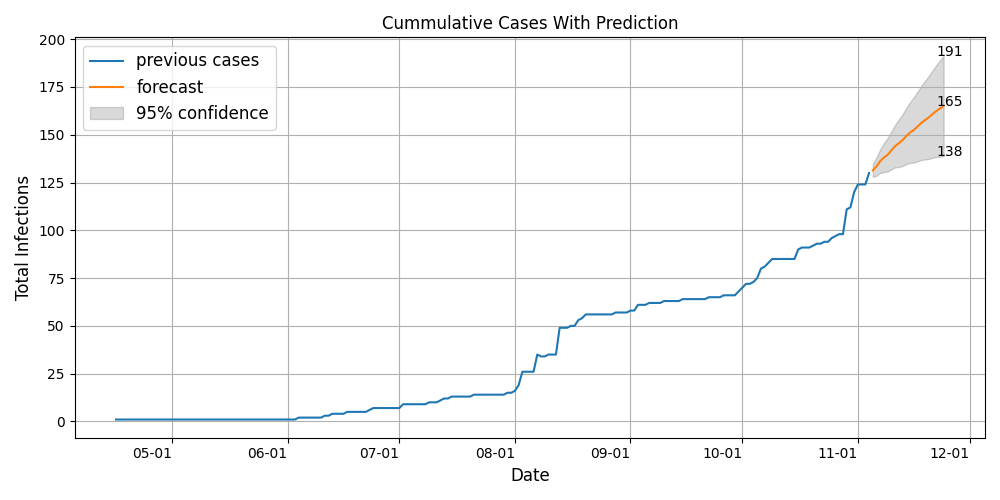 Cummulative Cases With Prediction
200
175
150
125
100
75
50
25
0
Total Infections
previous cases
forecast
95% confidence
191
165
138
05-01 06-01 07-01 08-01 09-01 10-01 11-01 12-01
Date